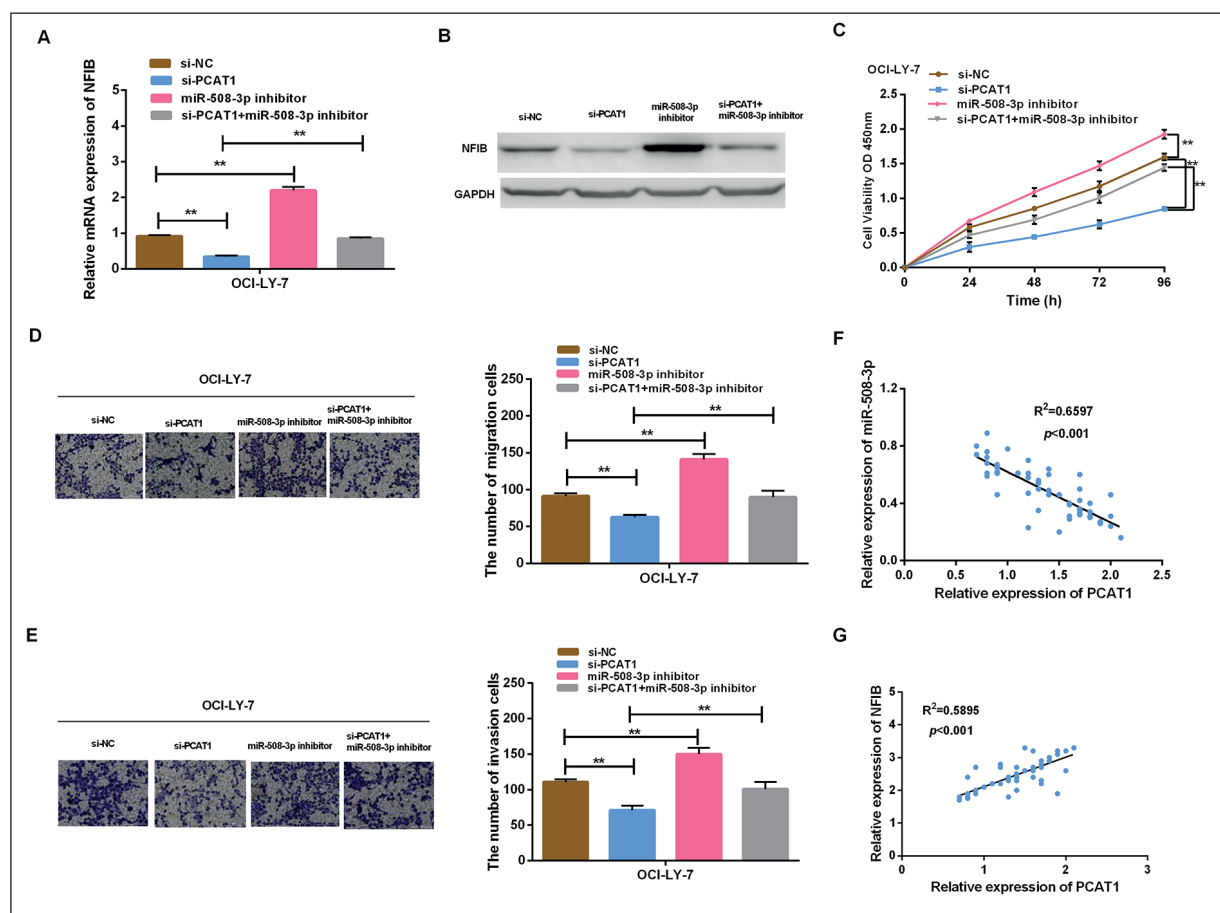 A
si-NC
si-PCAT1
miR-508-3p inhibitor
si-PCAT1+miR-508-3p inhibitor
Relative mRNA expression of NFIB
5
4
3
2
1
0
**
**
**
OCI-LY-7
B
si-NC
si-PCAT1
miR-508-3p
inhibitor
si-PCAT1+
miR-508-3p inhibitor
NFIB
GAPDH
C
OCI-LY-7
si-NC
si-PCAT1
miR-508-3p inhibitor
si-PCAT1+miR-508-3p inhibitor
Cell Viability OD 450nm
2.5
2.0
1.5
1.0
0.5
0.0
**
**
**
0 24 48 72 96
Time (h)
D
OCI-LY-7
si-NC
si-PCAT1
miR-508-3p inhibitor
si-PCAT1+
miR-508-3p inhibitor
si-NC
si-PCAT1
miR-508-3p inhibitor
si-PCAT1+miR-508-3p inhibitor
The number of migration cells
250
200
150
100
50
0
**
**
**
OCI-LY-7
F
Relative expression of miR-508-3p
1.2
0.8
0.4
0.0
R²=0.6597
p<0.001
0.0 0.5 1.0 1.5 2.0 2.5
Relative expression of PCAT1
E
OCI-LY-7
si-NC
si-PCAT1
miR-508-3p inhibitor
si-PCAT1+
miR-508-3p inhibitor
si-NC
si-PCAT1
miR-508-3p inhibitor
si-PCAT1+miR-508-3p inhibitor
The number of invasion cells
250
200
150
100
50
0
**
**
**
OCI-LY-7
G
Relative expression of NFIB
5
4
3
2
1
0
R²=0.5895
p<0.001
0 1 2 3
Relative expression of PCAT1